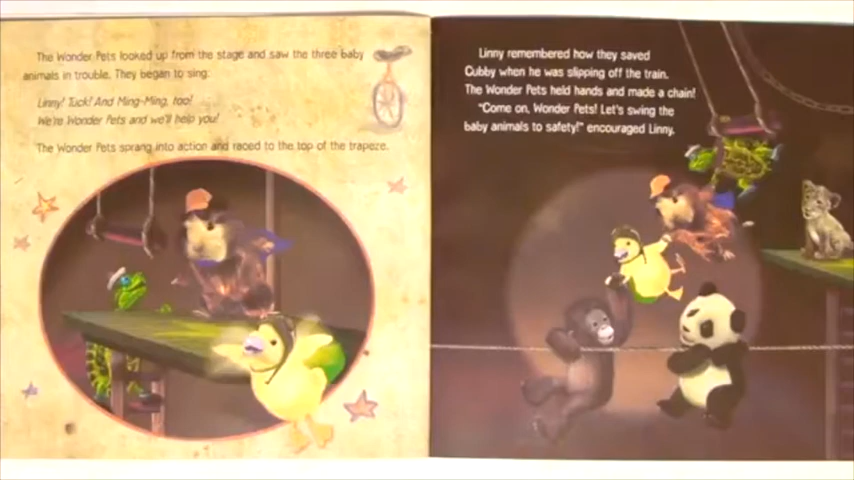 The Wonder Pets looked up from the stage and saw the three baby
animals in trouble. They began to sing:
Linny! Tuck! And Ming-Ming, too!
We're Wonder Pets and we'll help you!
The Wonder Pets sprang into action and raced to the top of the trapeze.
Linny remembered how they saved
Cubby when he was slipping off the train.
The Wonder Pets held hands and made a chain!
"Come on, Wonder Pets! Let's swing the
baby animals to safety!" encouraged Linny.